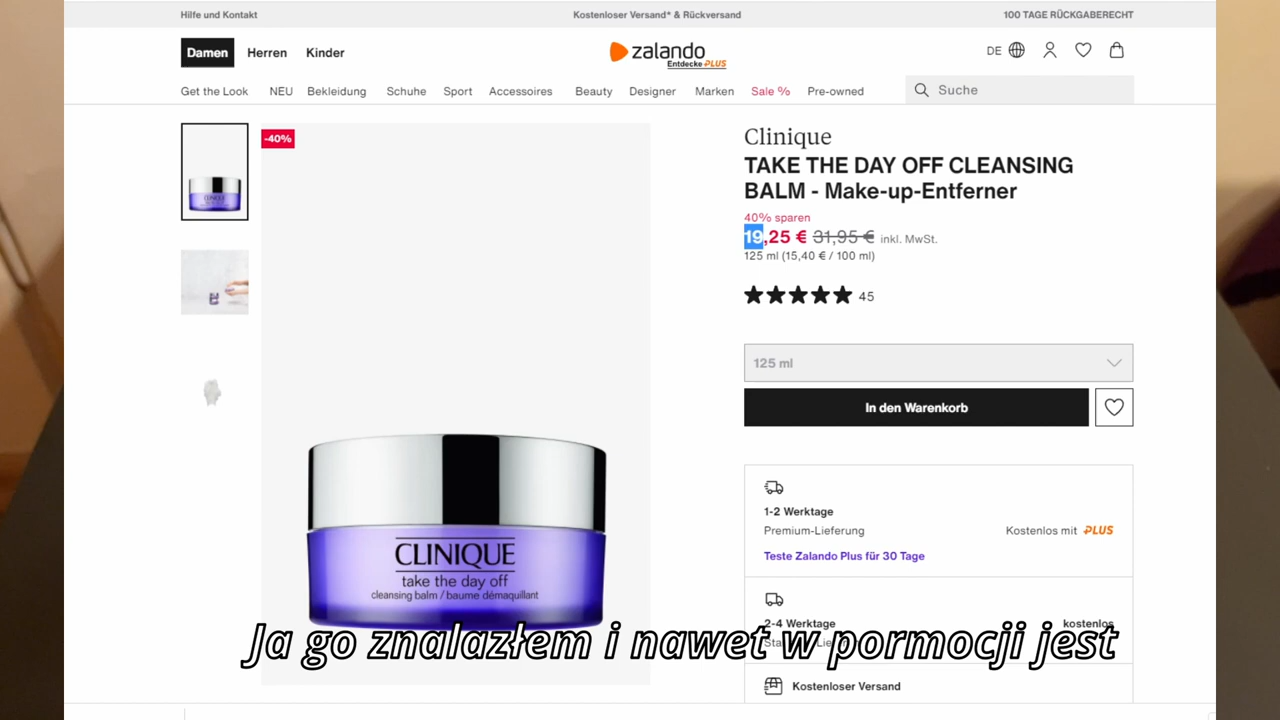 Hilfe und Kontakt
Kostenloser Versand* & Rückversand
100 TAGE RÜCKGABERECHT
Damen Herren Kinder
zalando
Entdecke PLUS
DE
Get the Look NEU Bekleidung Schuhe Sport Accessoires Beauty Designer Marken Sale % Pre-owned
Suche
-40%
Clinique
TAKE THE DAY OFF CLEANSING
BALM - Make-up-Entferner
40% sparen
19,25 € 31,95 € inkl. MwSt.
125 ml (15,40 € / 100 ml)
45
125 ml
In den Warenkorb
1-2 Werktage
Premium-Lieferung Kostenlos mit PLUS
Teste Zalando Plus für 30 Tage
2-4 Werktage kostenlos
Kostenloser Versand
CLINIQUE
take the day off
cleansing balm / baume démaquillant
Ja go znalazłem i nawet w pormocji jest